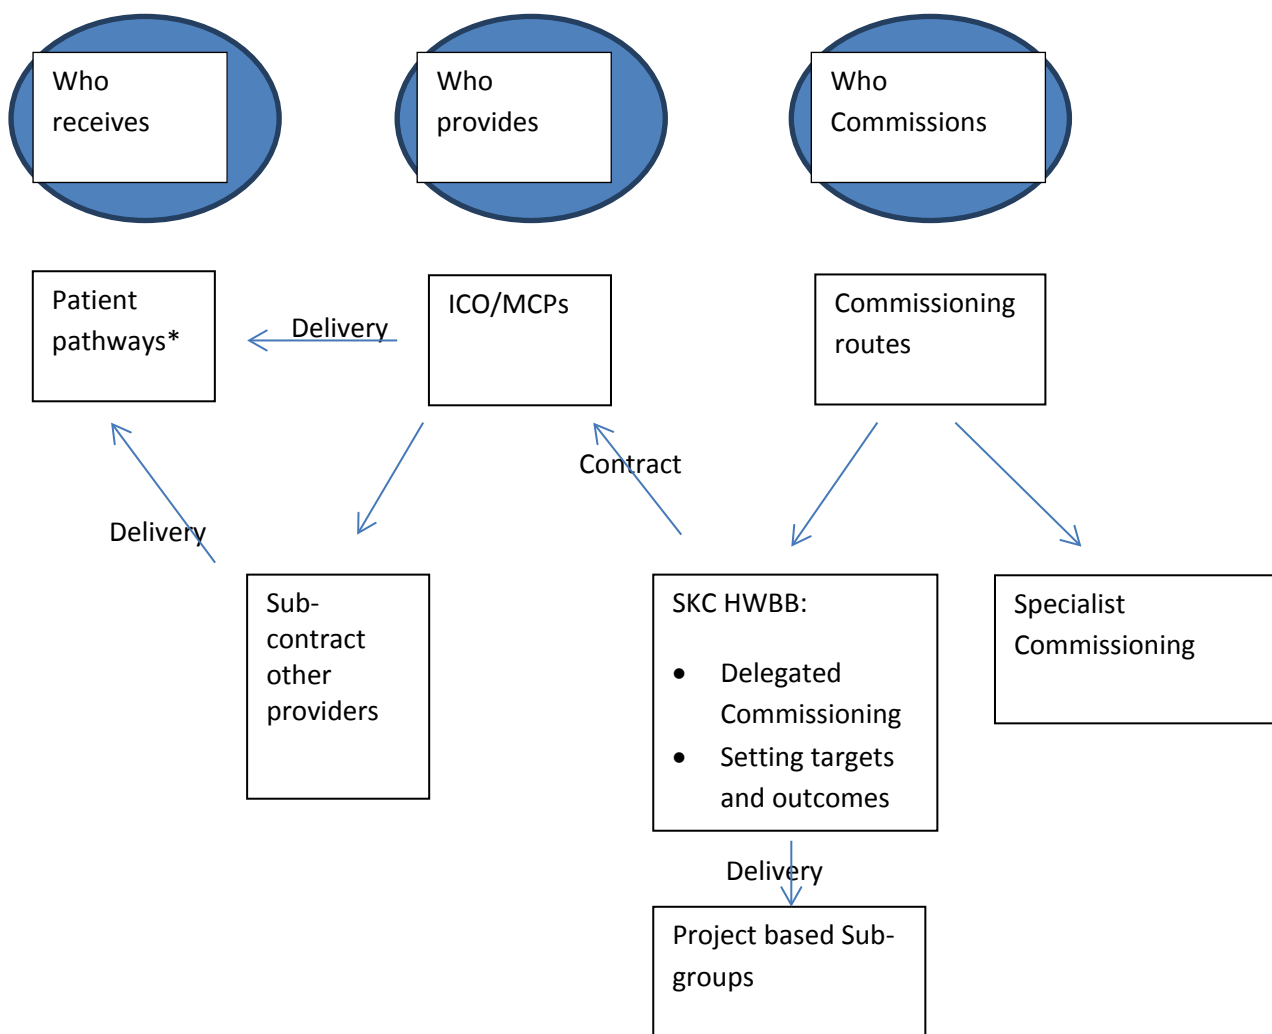 Who
receives
Who
provides
Who
Commissions
Patient
pathways*
Delivery
ICO/MCPs
Commissioning
routes
Contract
Delivery
Sub-
contract
other
providers
SKC HWBB:
• Delegated
Commissioning
• Setting targets
and outcomes
Specialist
Commissioning
Delivery
Project based Sub-
groups